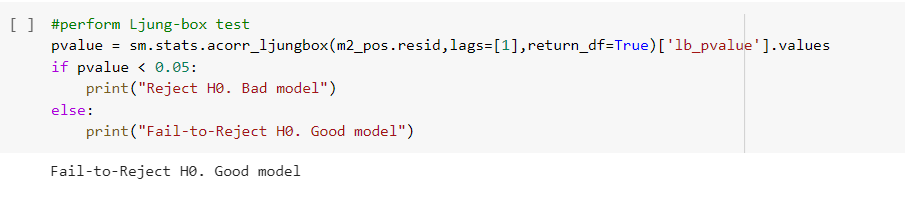 [ ] #perform Ljung-box test
pvalue = sm.stats.acorr_ljungbox(m2_pos.resid,lags=[1],return_df=True)['lb_pvalue'].values
if pvalue < 0.05:
    print("Reject H0. Bad model")
else:
    print("Fail-to-Reject H0. Good model")
Fail-to-Reject H0. Good model